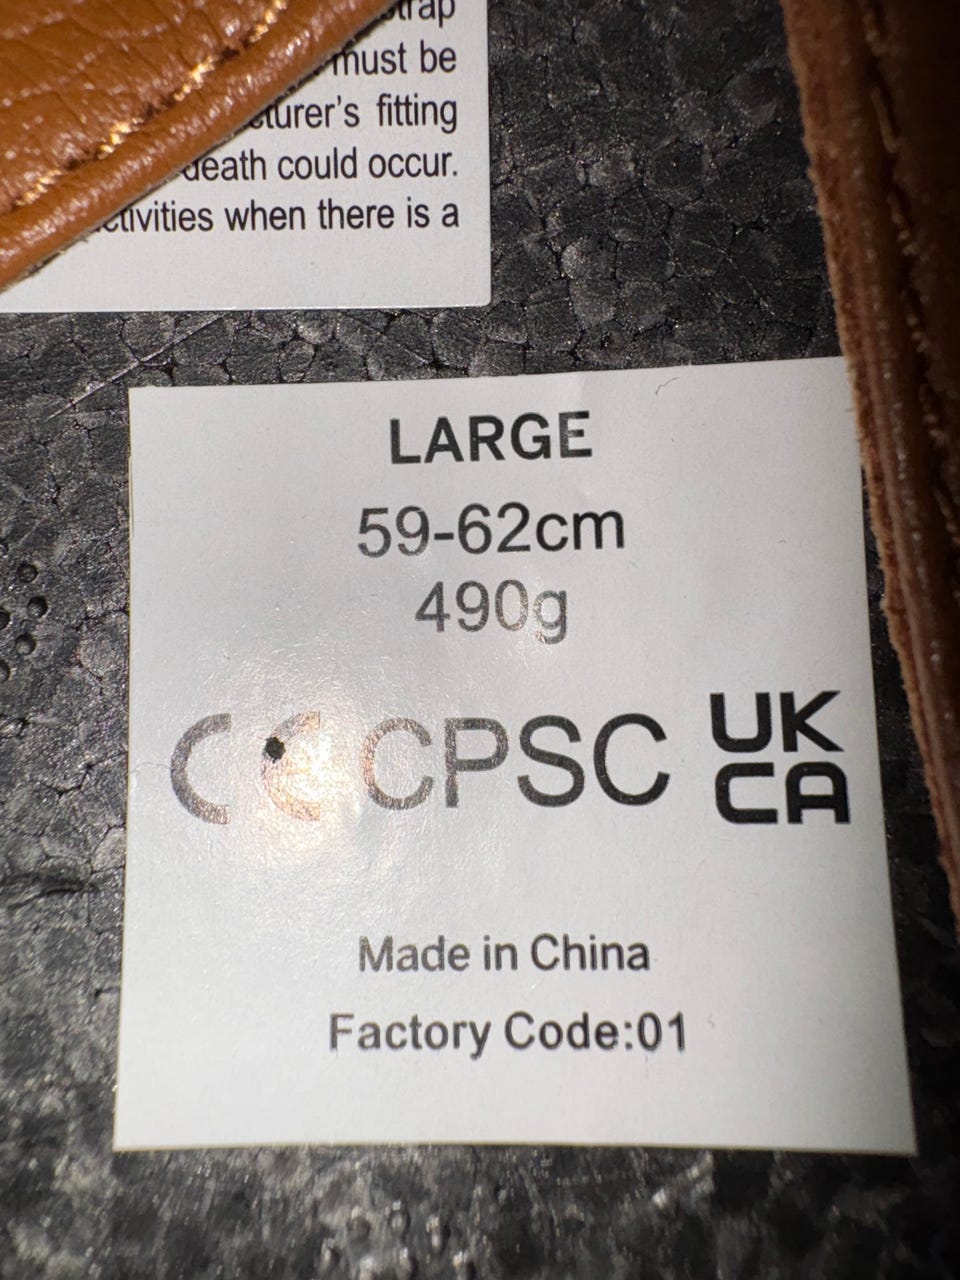 must be
fitting
death could occur.
when there is a
LARGE
59-62cm
490g
CE CPSC UK
CA
Made in China
Factory Code:01